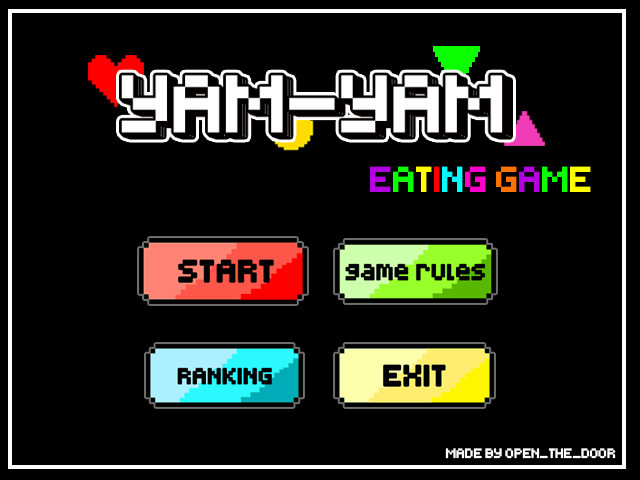 YAM-YAM
EATING GAME
START
game rules
RANKING
EXIT
MADE BY OPEN_THE_DOOR